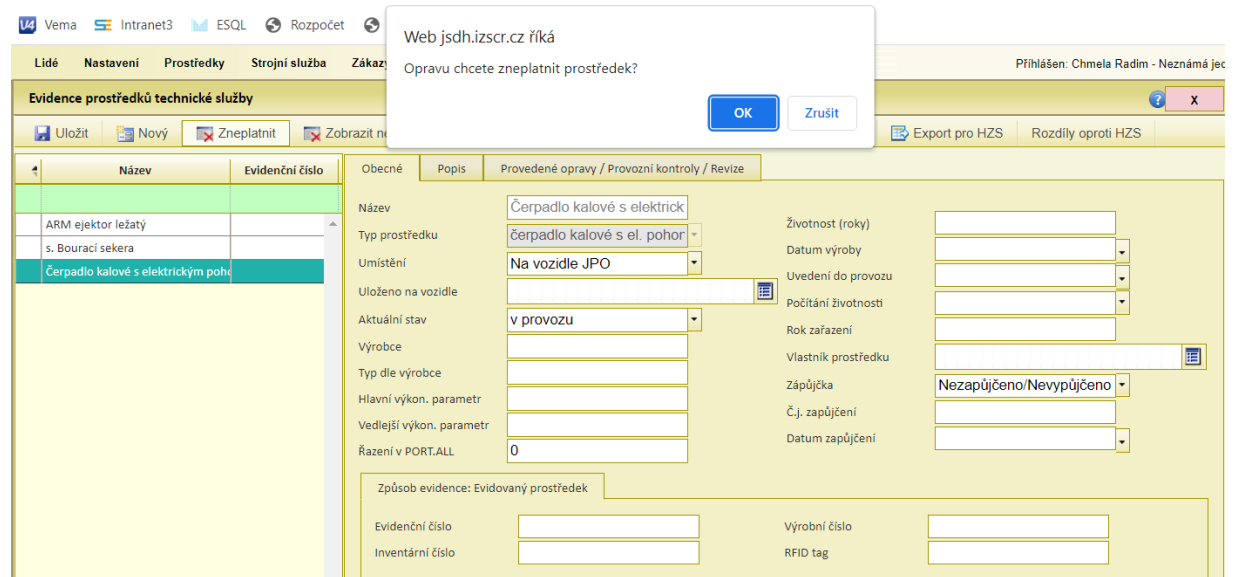 Vema Intranet3 ESQL Rozpočet
Web jsdh.izscr.cz říká
Opravu chcete zneplatnit prostředek?
OK Zrušit
Lidé Nastavení Prostředky Strojní služba Zákazy
Přihlášen: Chmela Radim - Neznámá jed
Evidence prostředků technické služby
X
Uložit Nový Zneplatnit Zobrazit ne Export pro HZS Rozdíly oproti HZS
Název Evidenční číslo
ARM ejektor ležatý
s. Bourací sekera
Čerpadlo kalové s elektrickým poho
Obecné Popis Provedené opravy / Provozní kontroly / Revize
Název Čerpadlo kalové s elektrick
Typ prostředku čerpadlo kalové s el. pohor
Umístění Na vozidle JPO
Uloženo na vozidle
Aktuální stav v provozu
Výrobce
Typ dle výrobce
Hlavní výkon. parametr
Vedlejší výkon. parametr
Řazení v PORT.ALL 0
Životnost (roky)
Datum výroby
Uvedení do provozu
Počítání životnosti
Rok zařazení
Vlastník prostředku
Zápůjčka Nezapůjčeno/Nevypůjčeno
Č.j. zapůjčení
Datum zapůjčení
Způsob evidence: Evidovaný prostředek
Evidenční číslo Výrobní číslo
Inventární číslo RFID tag